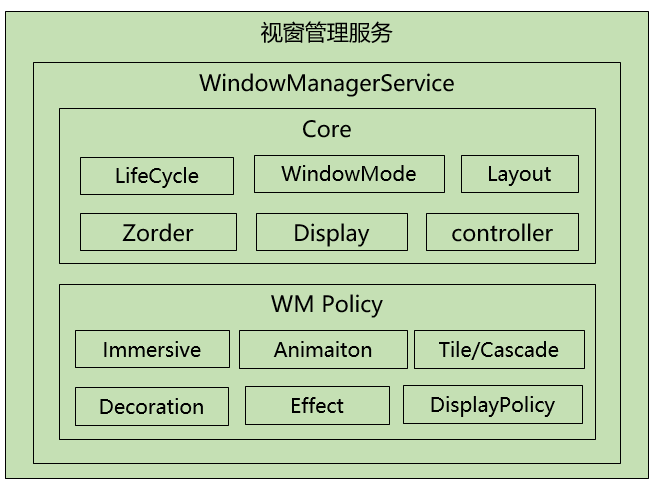 视窗管理服务
WindowManagerService
Core
LifeCycle
WindowMode
Layout
Zorder
Display
controller
WM Policy
Immersive
Animaiton
Tile/Cascade
Decoration
Effect
DisplayPolicy